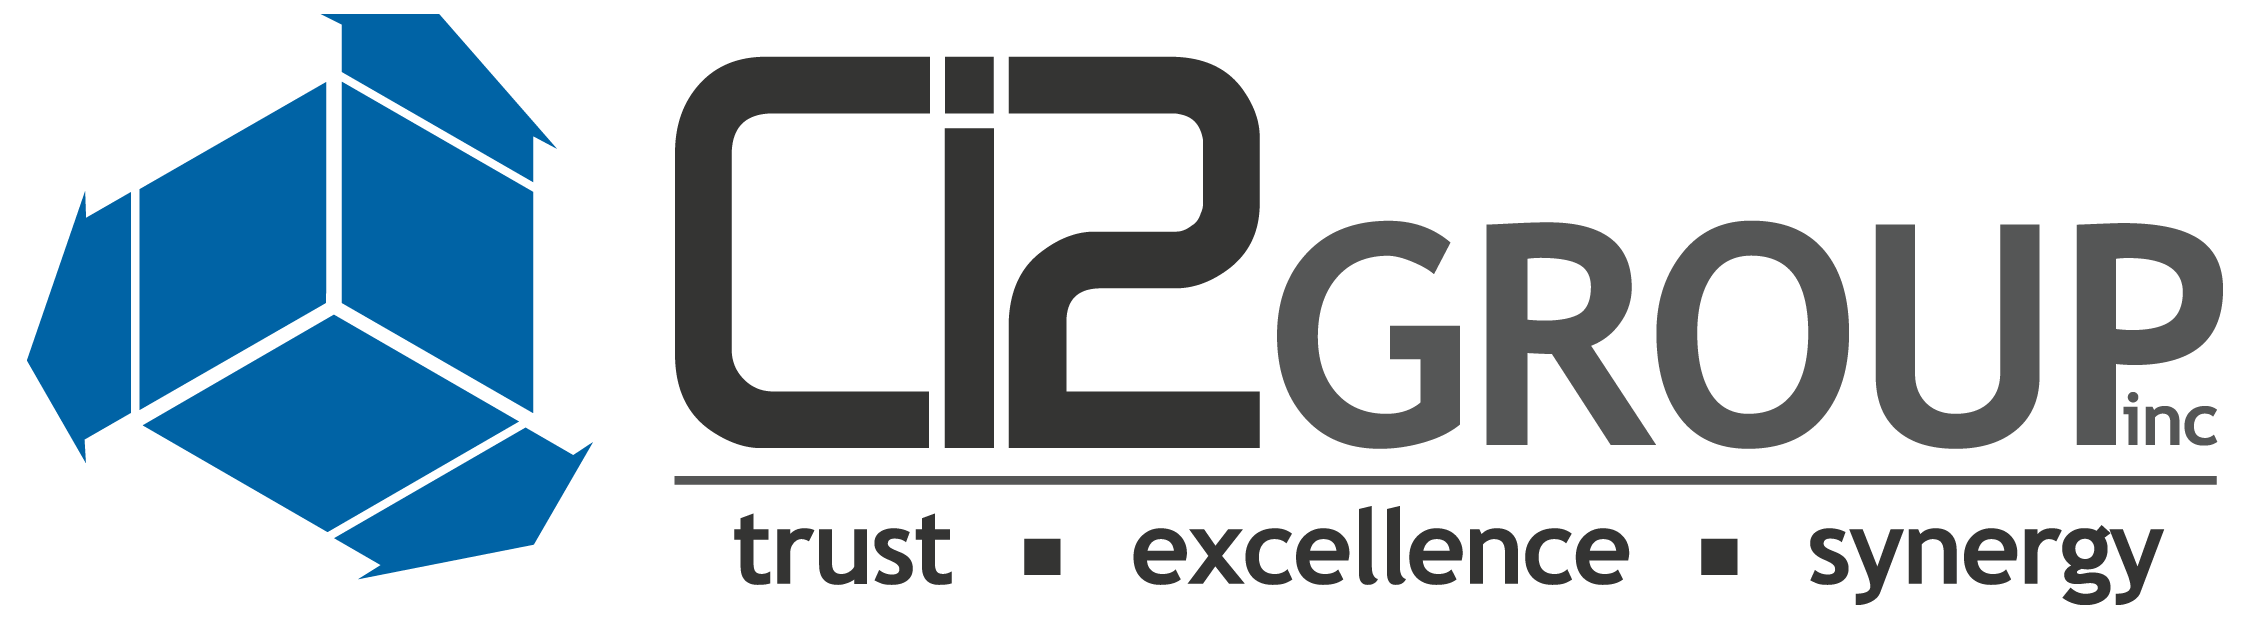 Ci2GROUP inc
trust ▪ excellence ▪ synergy